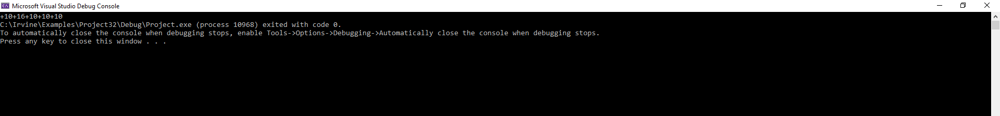 Microsoft Visual Studio Debug Console
+10+16+10+10+10
C:\Irvine\Examples\Project32\Debug\Project.exe (process 10968) exited with code 0.
To automatically close the console when debugging stops, enable Tools->Options->Debugging->Automatically close the console when debugging stops.
Press any key to close this window . . .